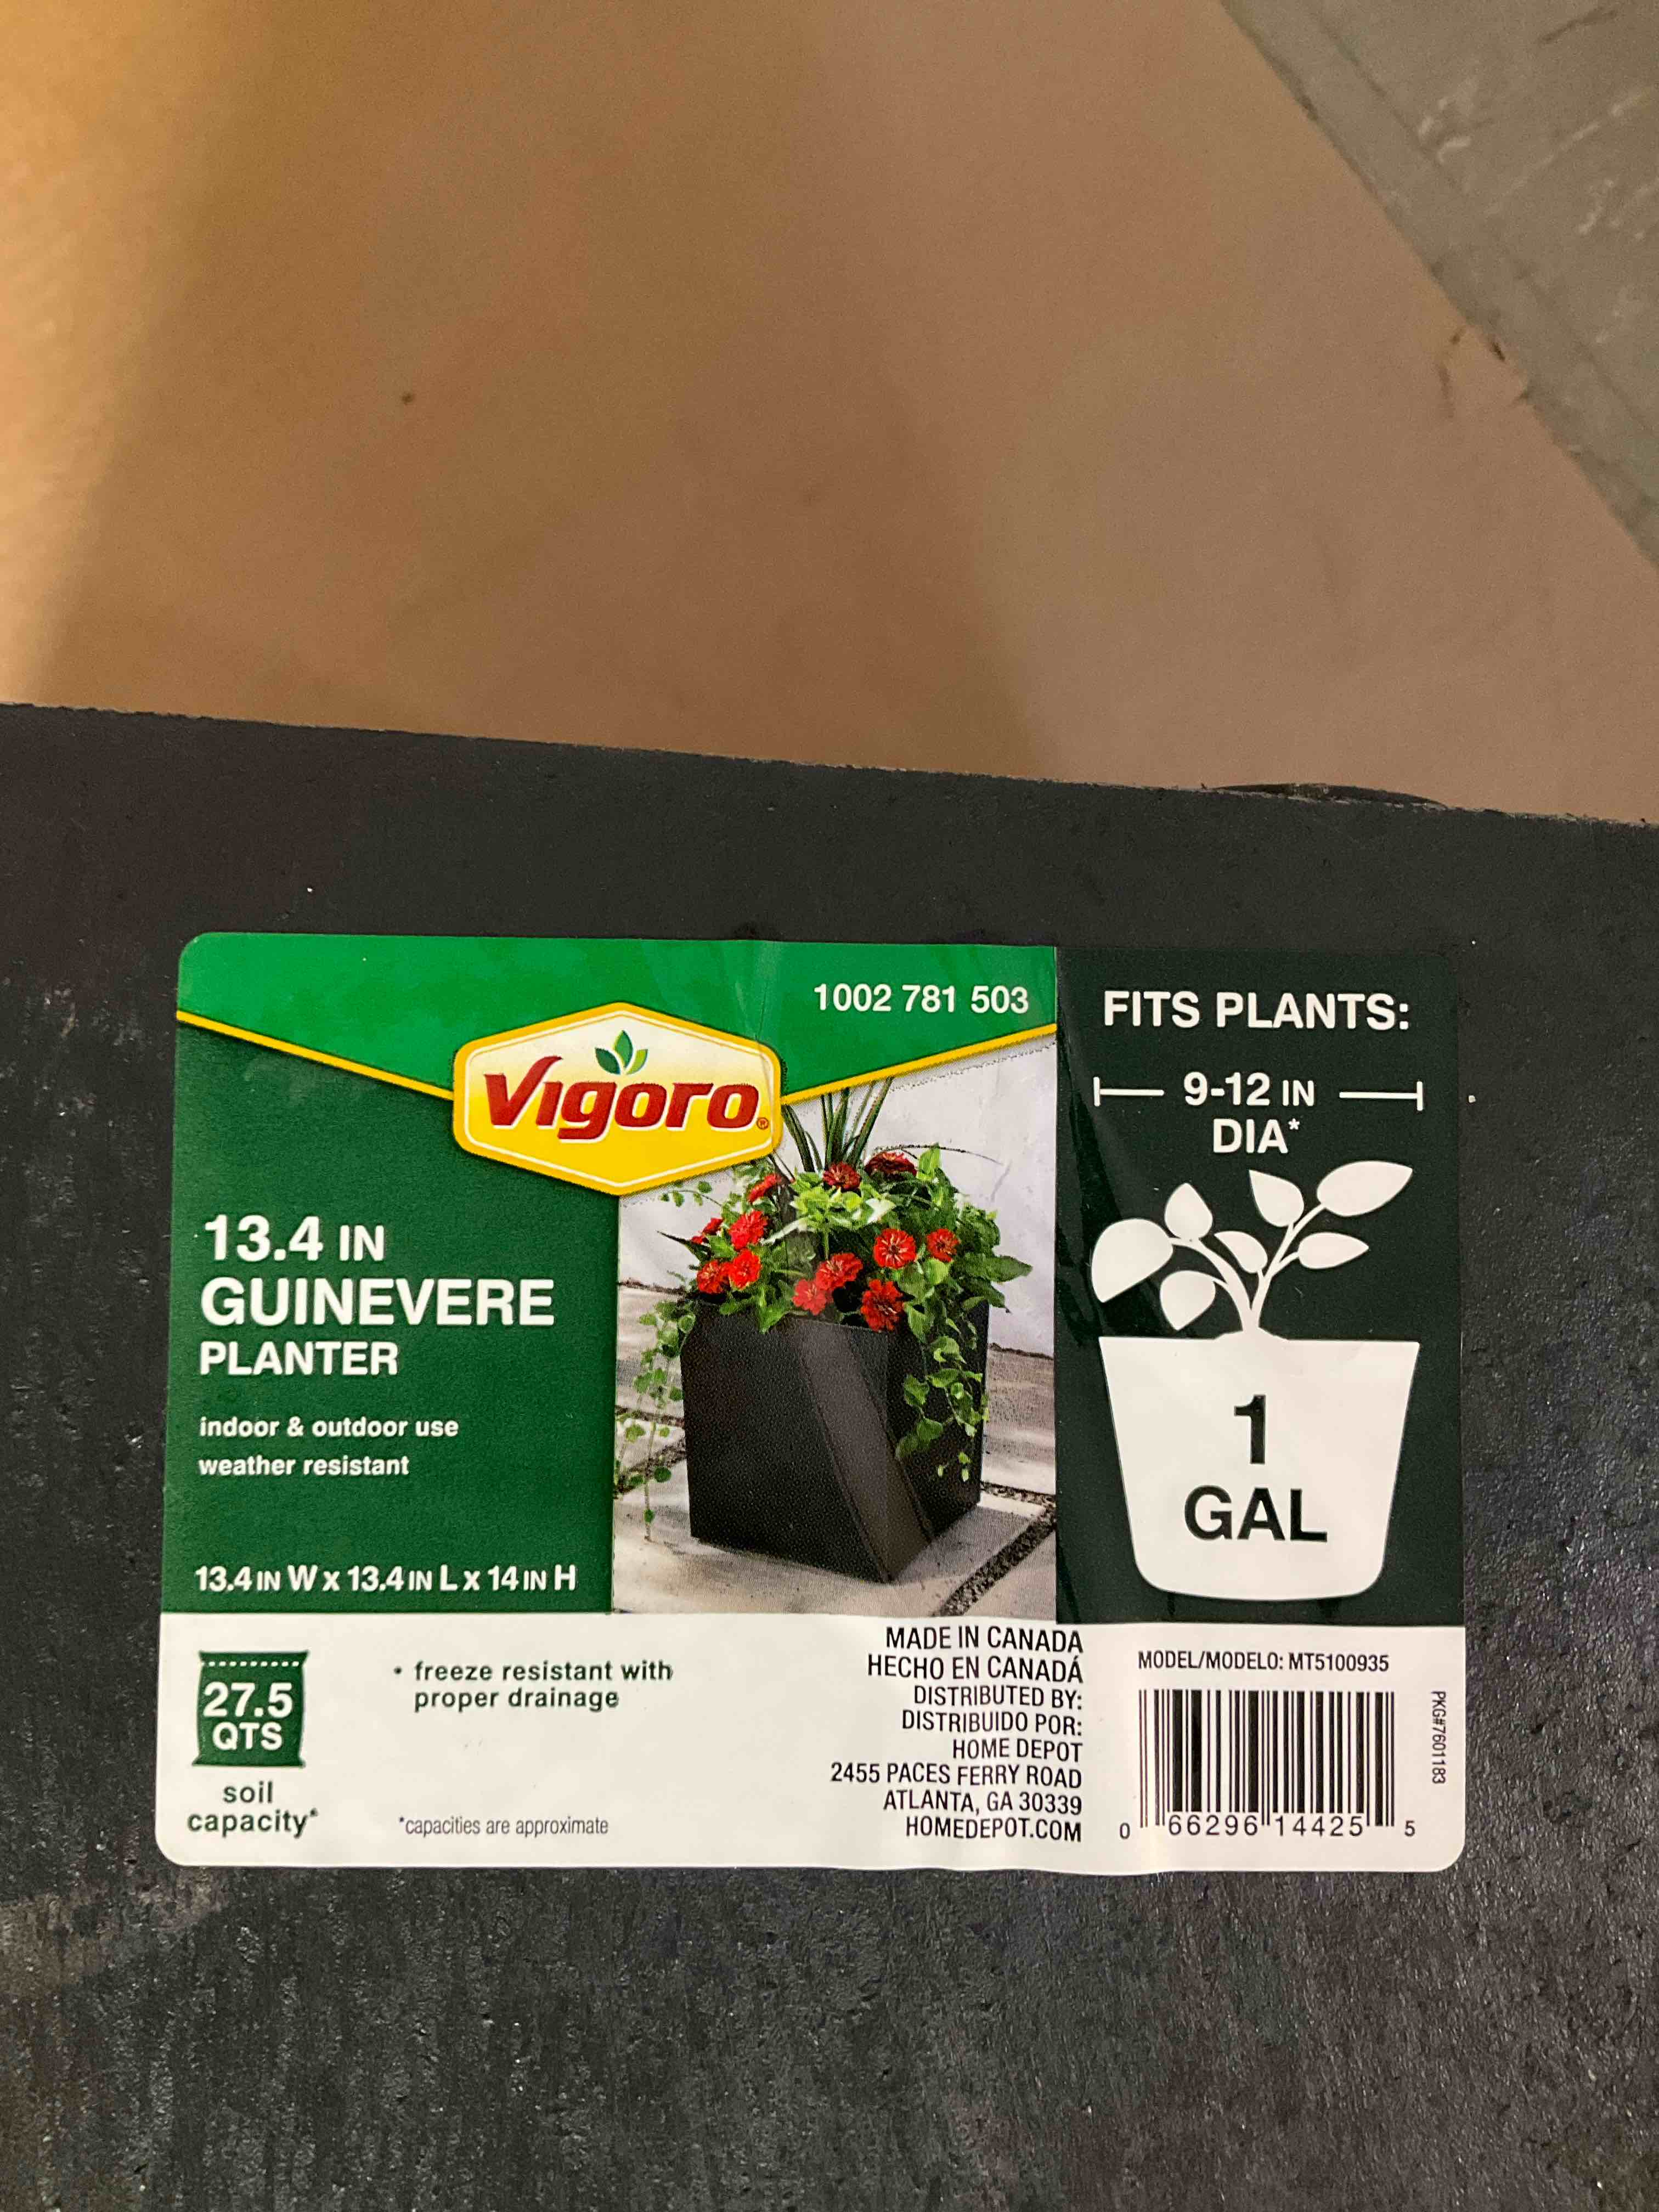 1002 781 503
Vigoro®
13.4 IN
GUINEVERE
PLANTER
indoor & outdoor use
weather resistant
13.4 IN W x 13.4 IN L x 14 IN H
FITS PLANTS:
9-12 IN
DIA*
1
GAL
27.5
QTS
soil
capacity*
• freeze resistant with
proper drainage
*capacities are approximate
MADE IN CANADA
HECHO EN CANADÁ
DISTRIBUTED BY:
DISTRIBUIDO POR:
HOME DEPOT
2455 PACES FERRY ROAD
ATLANTA, GA 30339
HOMEDEPOT.COM
MODEL/MODELO: MT5100935
0 66296 14425 5
PKG#7601183